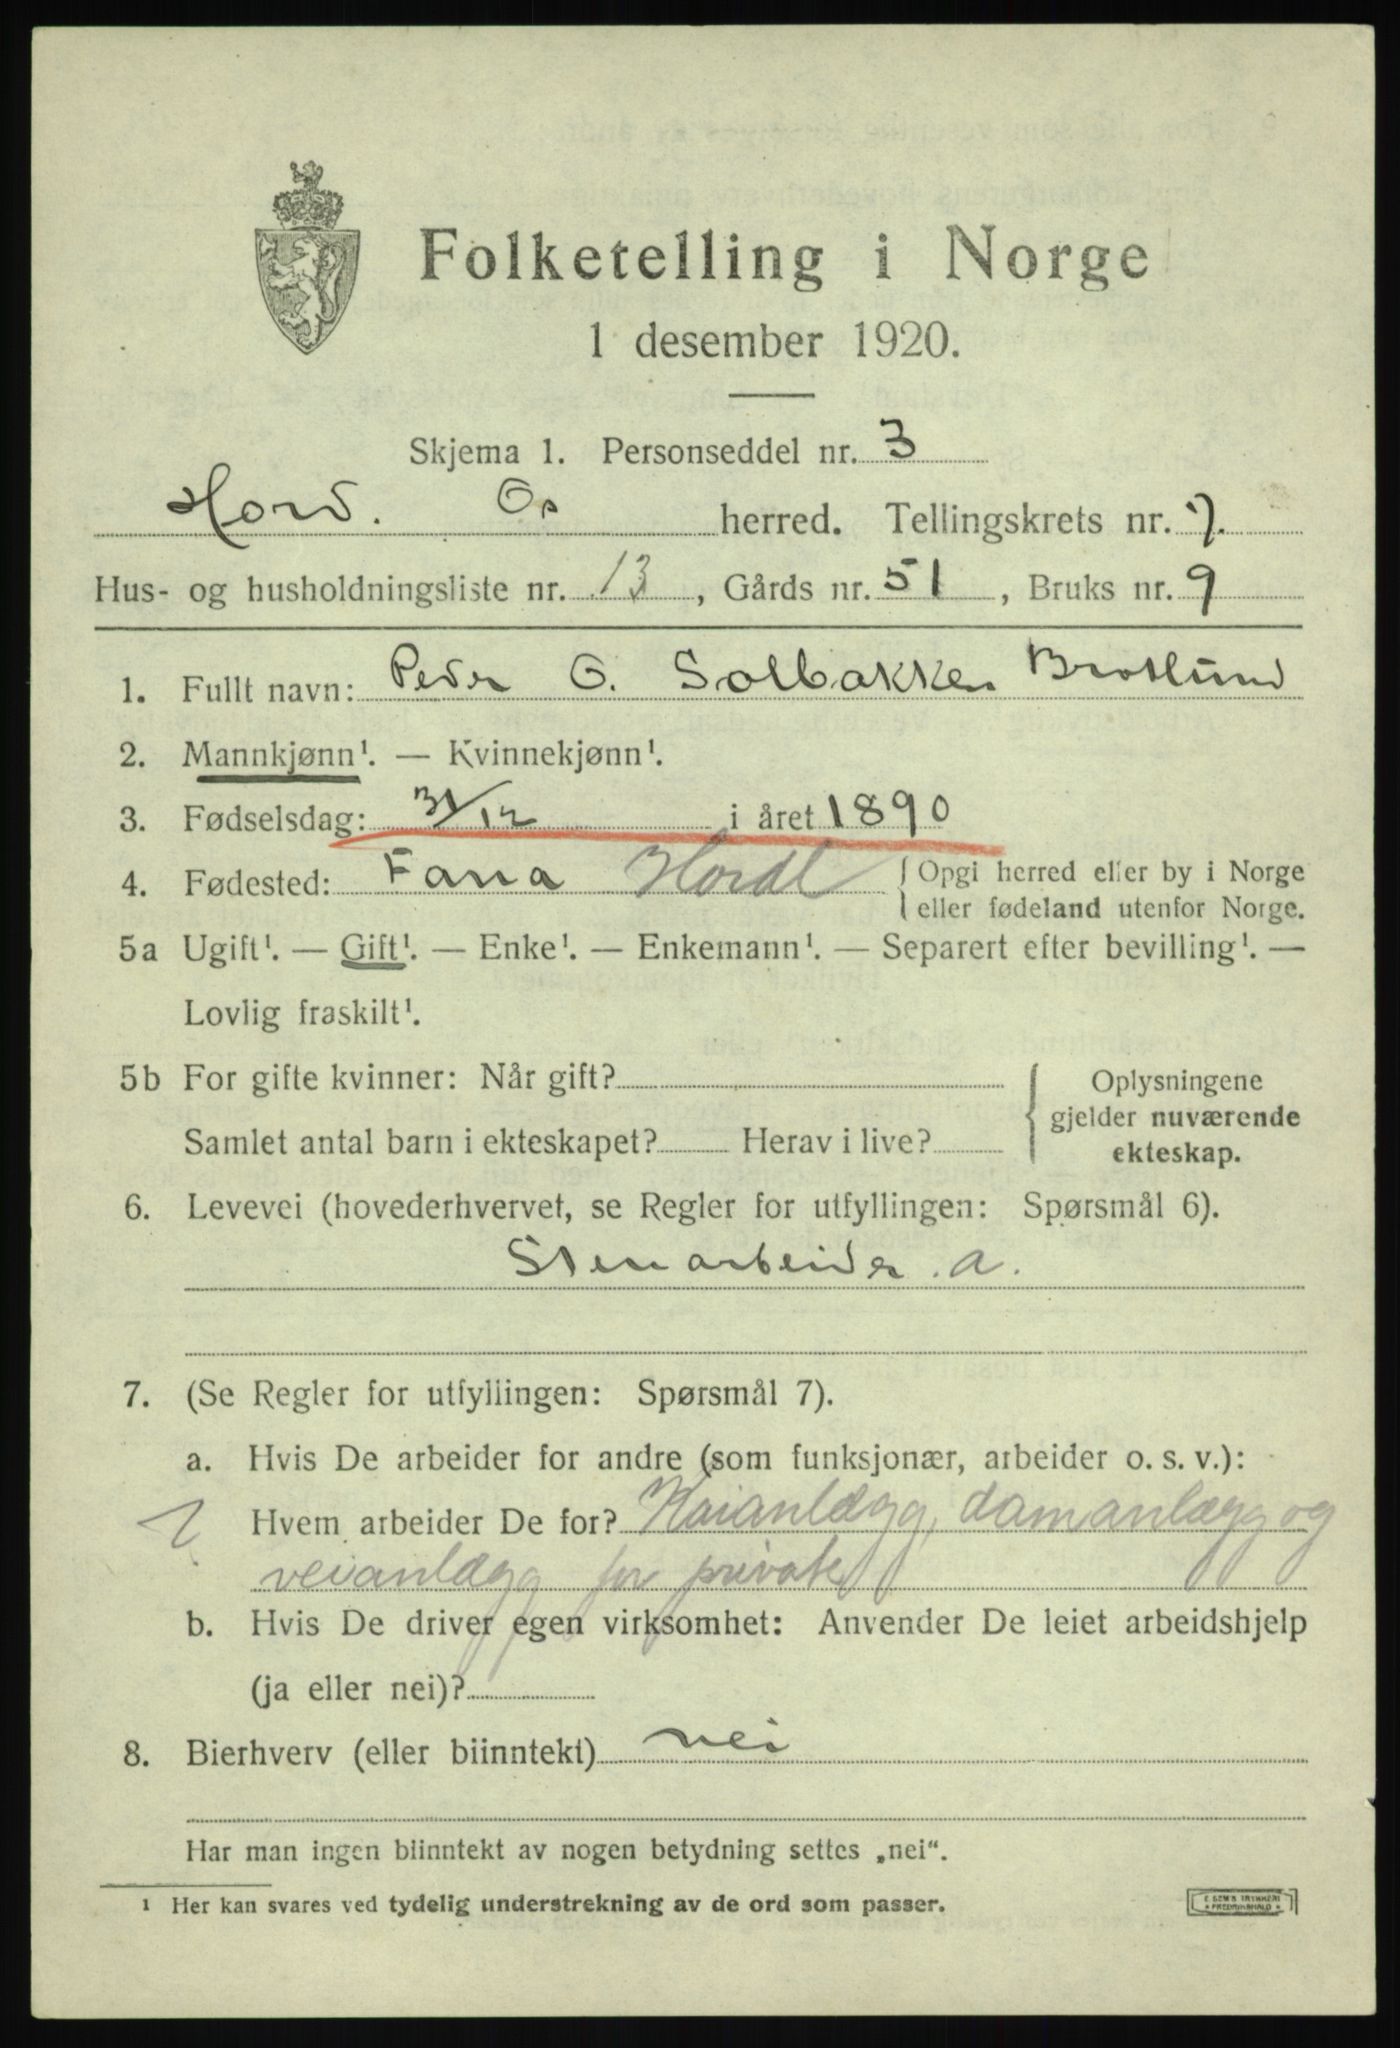 Folketelling i Norge
1 desember 1920.
Skjema 1. Personseddel nr. 3
Hord. Os herred. Tellingskrets nr. 7.
Hus- og husholdningsliste nr. 13, Gårds nr. 51, Bruks nr. 9
1. Fullt navn: Peder O. Solbakken
2. Mannkjønn¹. — Kvinnekjønn¹.
3. Fødselsdag: 31/12 i året 1890
4. Fødested: Fana Hordl { Opgi herred eller by i Norge
eller fødeland utenfor Norge.
5a Ugift¹. — Gift¹. — Enke¹. — Enkemann¹. — Separert efter bevilling¹. —
Lovlig fraskilt¹.
5b For gifte kvinner: Når gift?
Samlet antal barn i ekteskapet? Herav i live?
{ Oplysningene
gjelder nuværende
ekteskap.
6. Levevei (hovederhvervet, se Regler for utfyllingen: Spørsmål 6).
Stenarbeider. a.
7. (Se Regler for utfyllingen: Spørsmål 7).
a. Hvis De arbeider for andre (som funksjonær, arbeider o. s. v.):
Hvem arbeider De for? Kaianlægg, damanlægg og
veianlægg for private
b. Hvis De driver egen virksomhet: Anvender De leiet arbeidshjelp
(ja eller nei)?
8. Bierhverv (eller biinntekt) nei
Har man ingen biinntekt av nogen betydning settes „nei“.
¹ Her kan svares ved tydelig understrekning av de ord som passer.